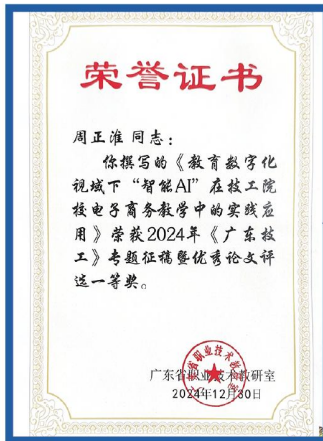 荣誉证书
周正淮 同志：
你撰写的《教育数字化
视域下“智能AI”在技工院
校电子商务教学中的实践应
用》荣获2024年《广东技
工》专题征稿暨优秀论文评
选一等奖。
广东省职业技术教研室
2024年12月30日